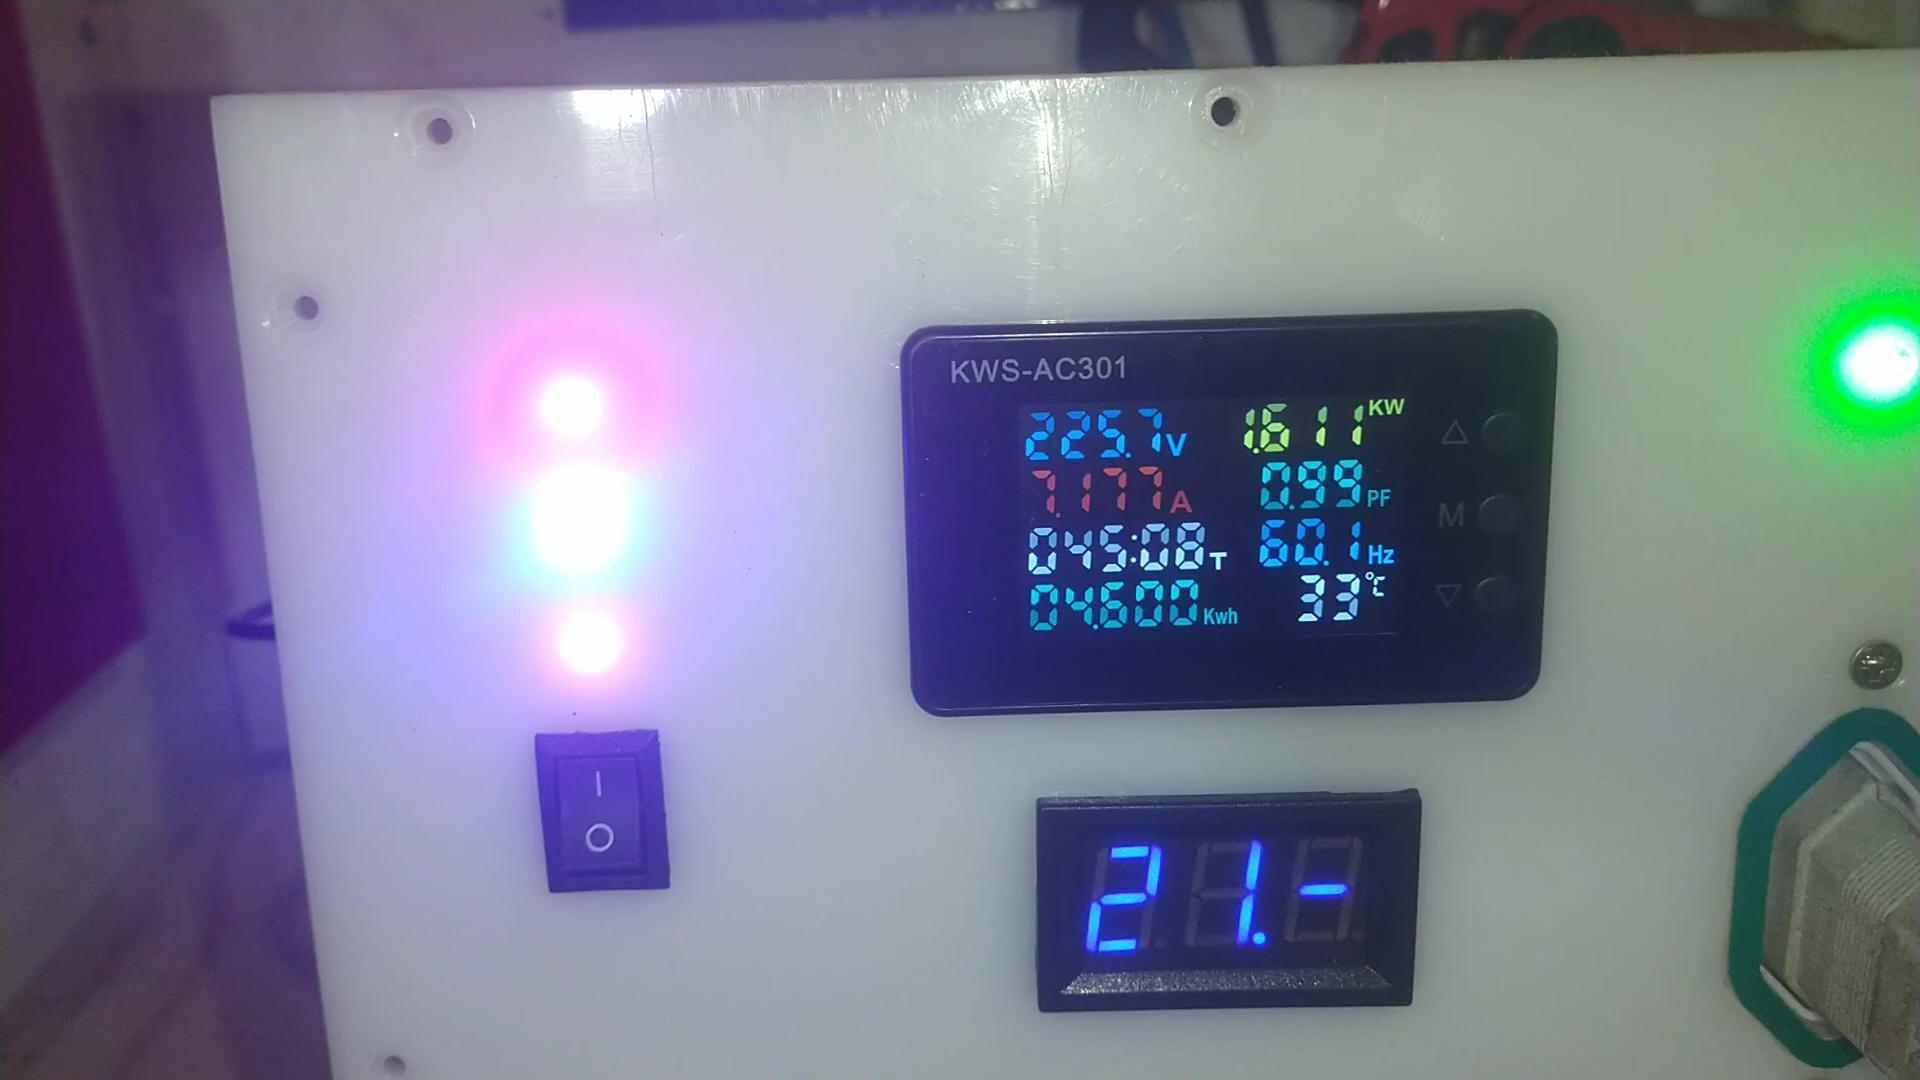 KWS-AC301
225.7V 1.611KW
7.177A 0.99PF
045:08T 60.1Hz
04.600Kwh 33°C
M
I
O
21.-